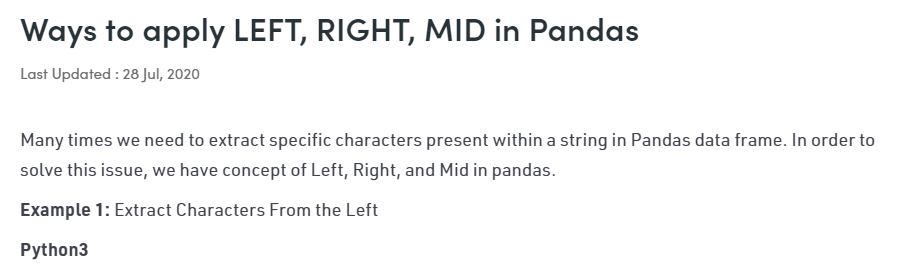 Ways to apply LEFT, RIGHT, MID in Pandas
Last Updated : 28 Jul, 2020
Many times we need to extract specific characters present within a string in Pandas data frame. In order to
solve this issue, we have concept of Left, Right, and Mid in pandas.
Example 1: Extract Characters From the Left
Python3